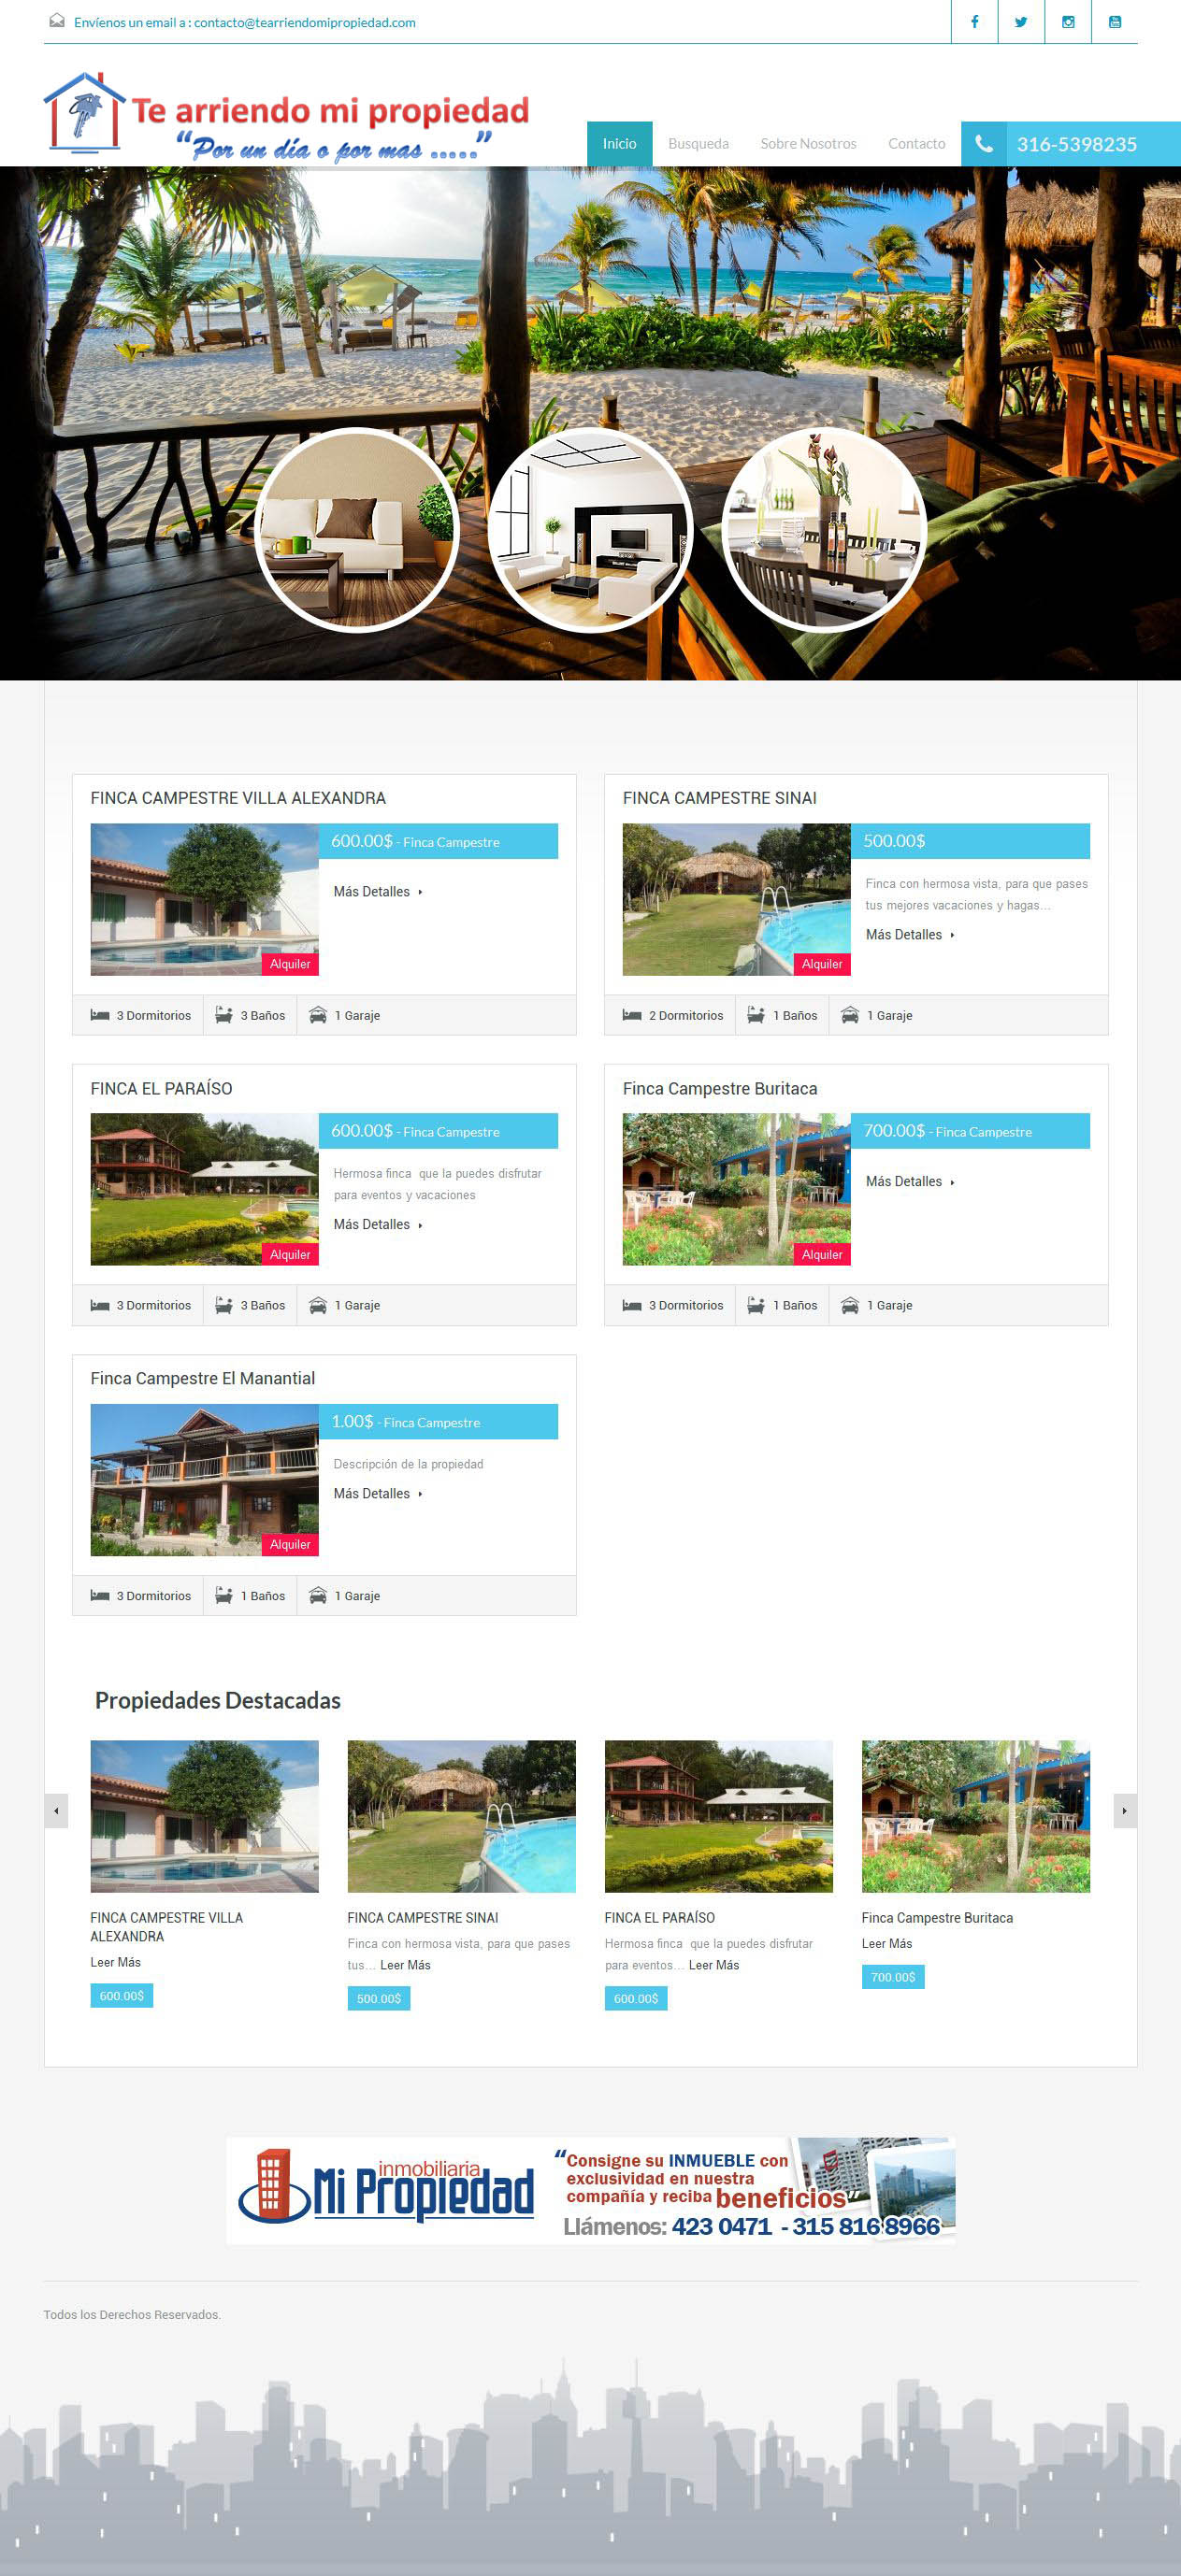 Envíenos un email a : contacto@tearriendomipropiedad.com
Te arriendo mi propiedad
"Por un día o por mas ....."
Inicio
Busqueda
Sobre Nosotros
Contacto
316-5398235
FINCA CAMPESTRE VILLA ALEXANDRA
600.00$ - Finca Campestre
Más Detalles
Alquiler
3 Dormitorios
3 Baños
1 Garaje
FINCA CAMPESTRE SINAI
500.00$
Finca con hermosa vista, para que pases
tus mejores vacaciones y hagas...
Más Detalles
Alquiler
2 Dormitorios
1 Baños
1 Garaje
FINCA EL PARAÍSO
600.00$ - Finca Campestre
Hermosa finca que la puedes disfrutar
para eventos y vacaciones
Más Detalles
Alquiler
3 Dormitorios
3 Baños
1 Garaje
Finca Campestre Buritaca
700.00$ - Finca Campestre
Más Detalles
Alquiler
3 Dormitorios
1 Baños
1 Garaje
Finca Campestre El Manantial
1.00$ - Finca Campestre
Descripción de la propiedad
Más Detalles
Alquiler
3 Dormitorios
1 Baños
1 Garaje
Propiedades Destacadas
FINCA CAMPESTRE VILLA
ALEXANDRA
Leer Más
600.00$
FINCA CAMPESTRE SINAI
Finca con hermosa vista, para que pases
tus... Leer Más
500.00$
FINCA EL PARAÍSO
Hermosa finca que la puedes disfrutar
para eventos... Leer Más
600.00$
Finca Campestre Buritaca
Leer Más
700.00$
inmobiliaria
Mi Propiedad
"Consigne su INMUEBLE con
exclusividad en nuestra
compañía y reciba beneficios"
Llámenos: 423 0471 - 315 816 8966
Todos los Derechos Reservados.